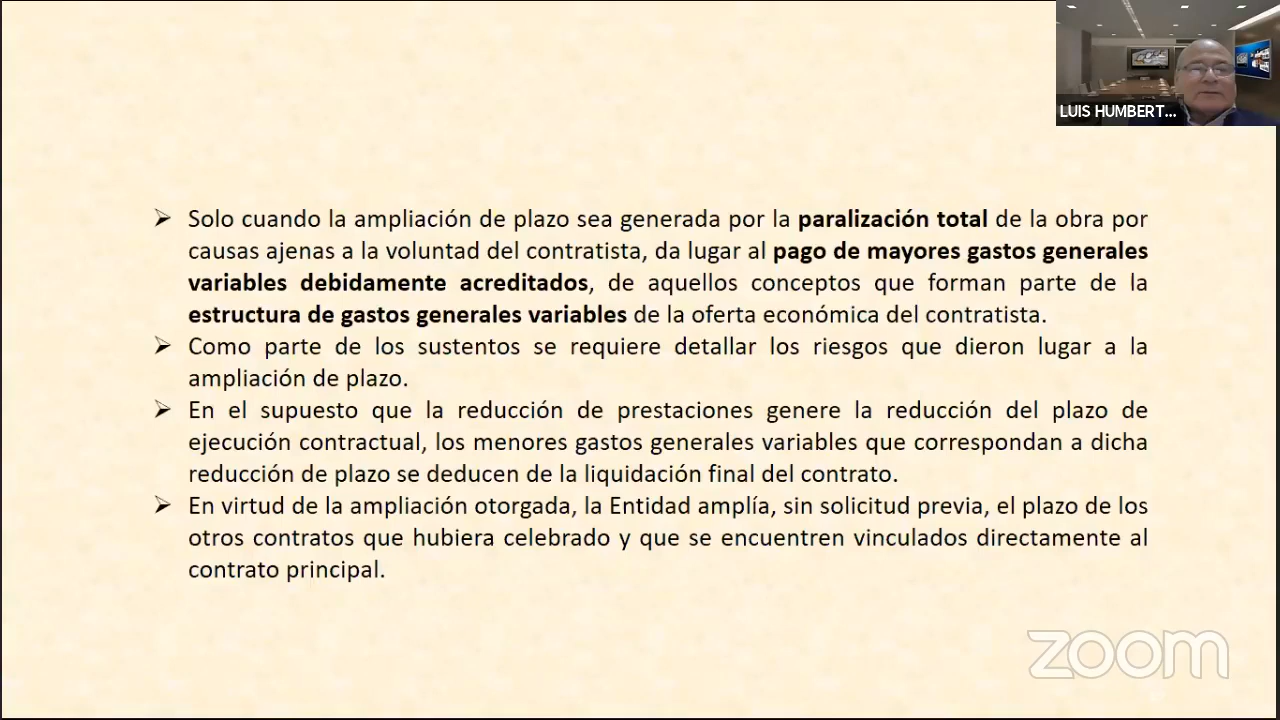 LUIS HUMBERT...
➢ Solo cuando la ampliación de plazo sea generada por la paralización total de la obra por
causas ajenas a la voluntad del contratista, da lugar al pago de mayores gastos generales
variables debidamente acreditados, de aquellos conceptos que forman parte de la
estructura de gastos generales variables de la oferta económica del contratista.
➢ Como parte de los sustentos se requiere detallar los riesgos que dieron lugar a la
ampliación de plazo.
➢ En el supuesto que la reducción de prestaciones genere la reducción del plazo de
ejecución contractual, los menores gastos generales variables que correspondan a dicha
reducción de plazo se deducen de la liquidación final del contrato.
➢ En virtud de la ampliación otorgada, la Entidad amplía, sin solicitud previa, el plazo de los
otros contratos que hubiera celebrado y que se encuentren vinculados directamente al
contrato principal.
zoom